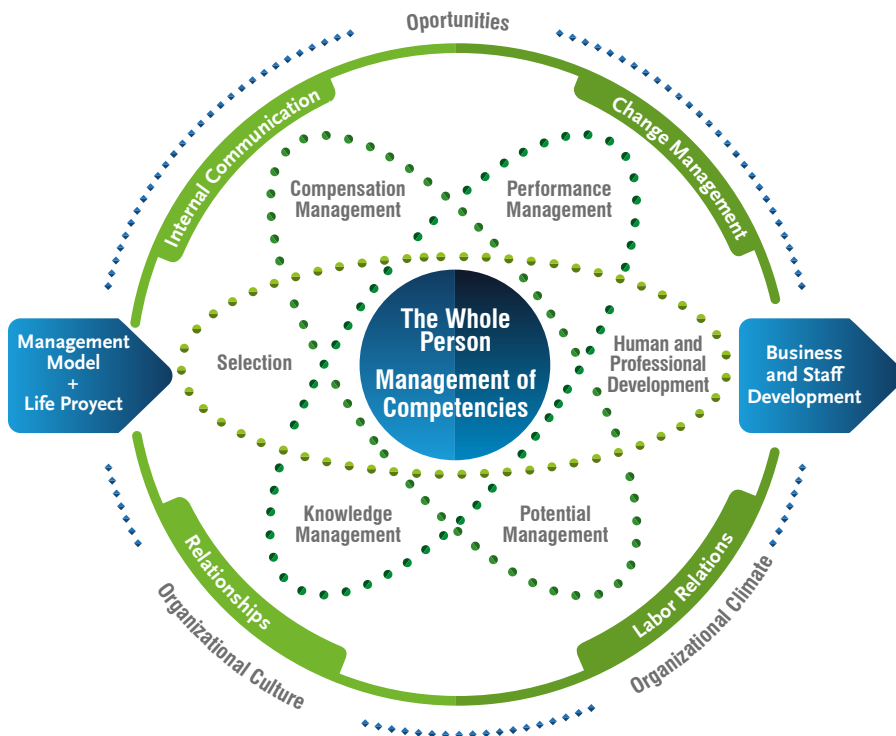 Oportunities
Internal Communication
Change Management
Compensation
Management
Performance
Management
Management
Model
+
Life Proyect
Selection
The Whole
Person
Management of
Competencies
Human and
Professional
Development
Business
and Staff
Development
Knowledge
Management
Potential
Management
Relationships
Labor Relations
Organizational Culture
Organizational Climate